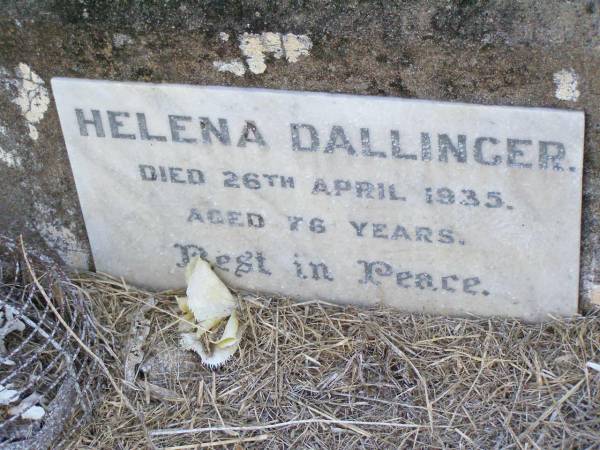 HELENA DALLINGER.
DIED 26TH APRIL 1935.
AGED 76 YEARS.
Rest in Peace.